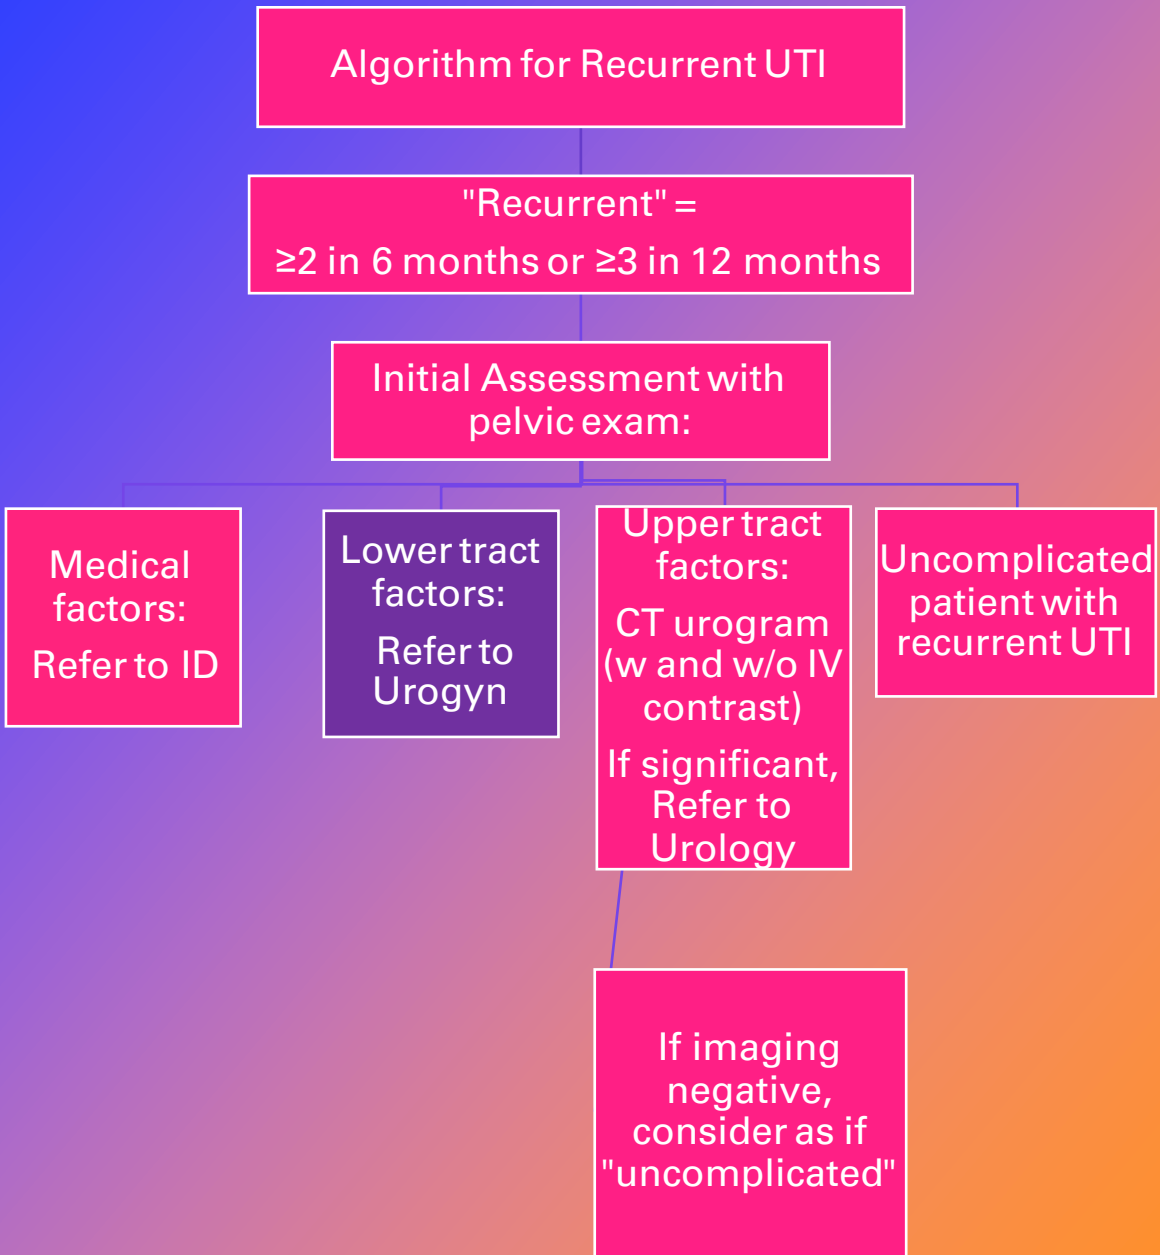 Algorithm for Recurrent UTI
"Recurrent" =
≥2 in 6 months or ≥3 in 12 months
Initial Assessment with
pelvic exam:
Medical
factors:
Refer to ID
Lower tract
factors:
Refer to
Urogyn
Upper tract
factors:
CT urogram
(w and w/o IV
contrast)
If significant,
Refer to
Urology
Uncomplicated
patient with
recurrent UTI
If imaging
negative,
consider as if
"uncomplicated"